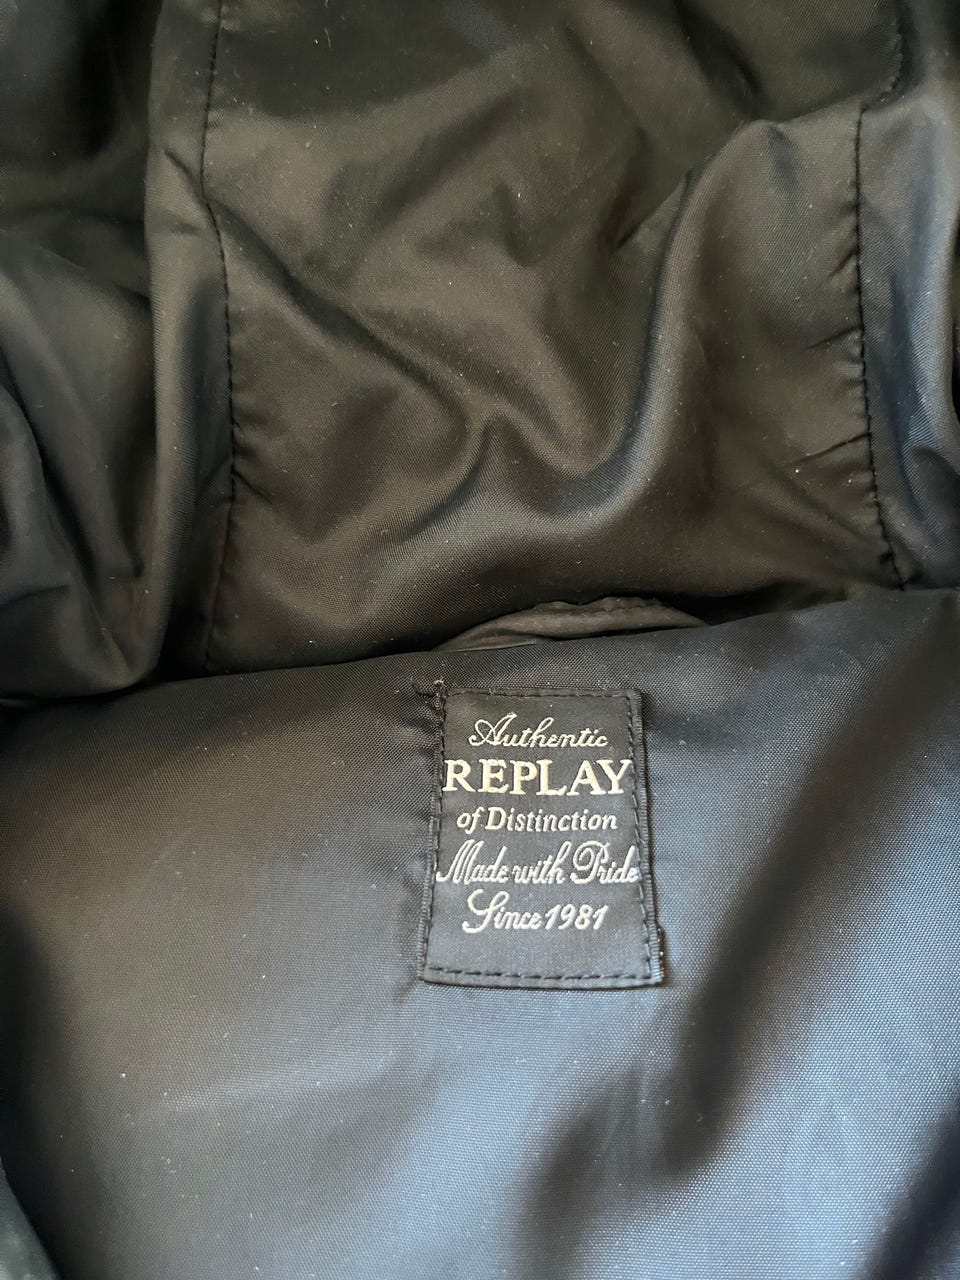 Authentic
REPLAY
of Distinction
Made with Pride
Since 1981